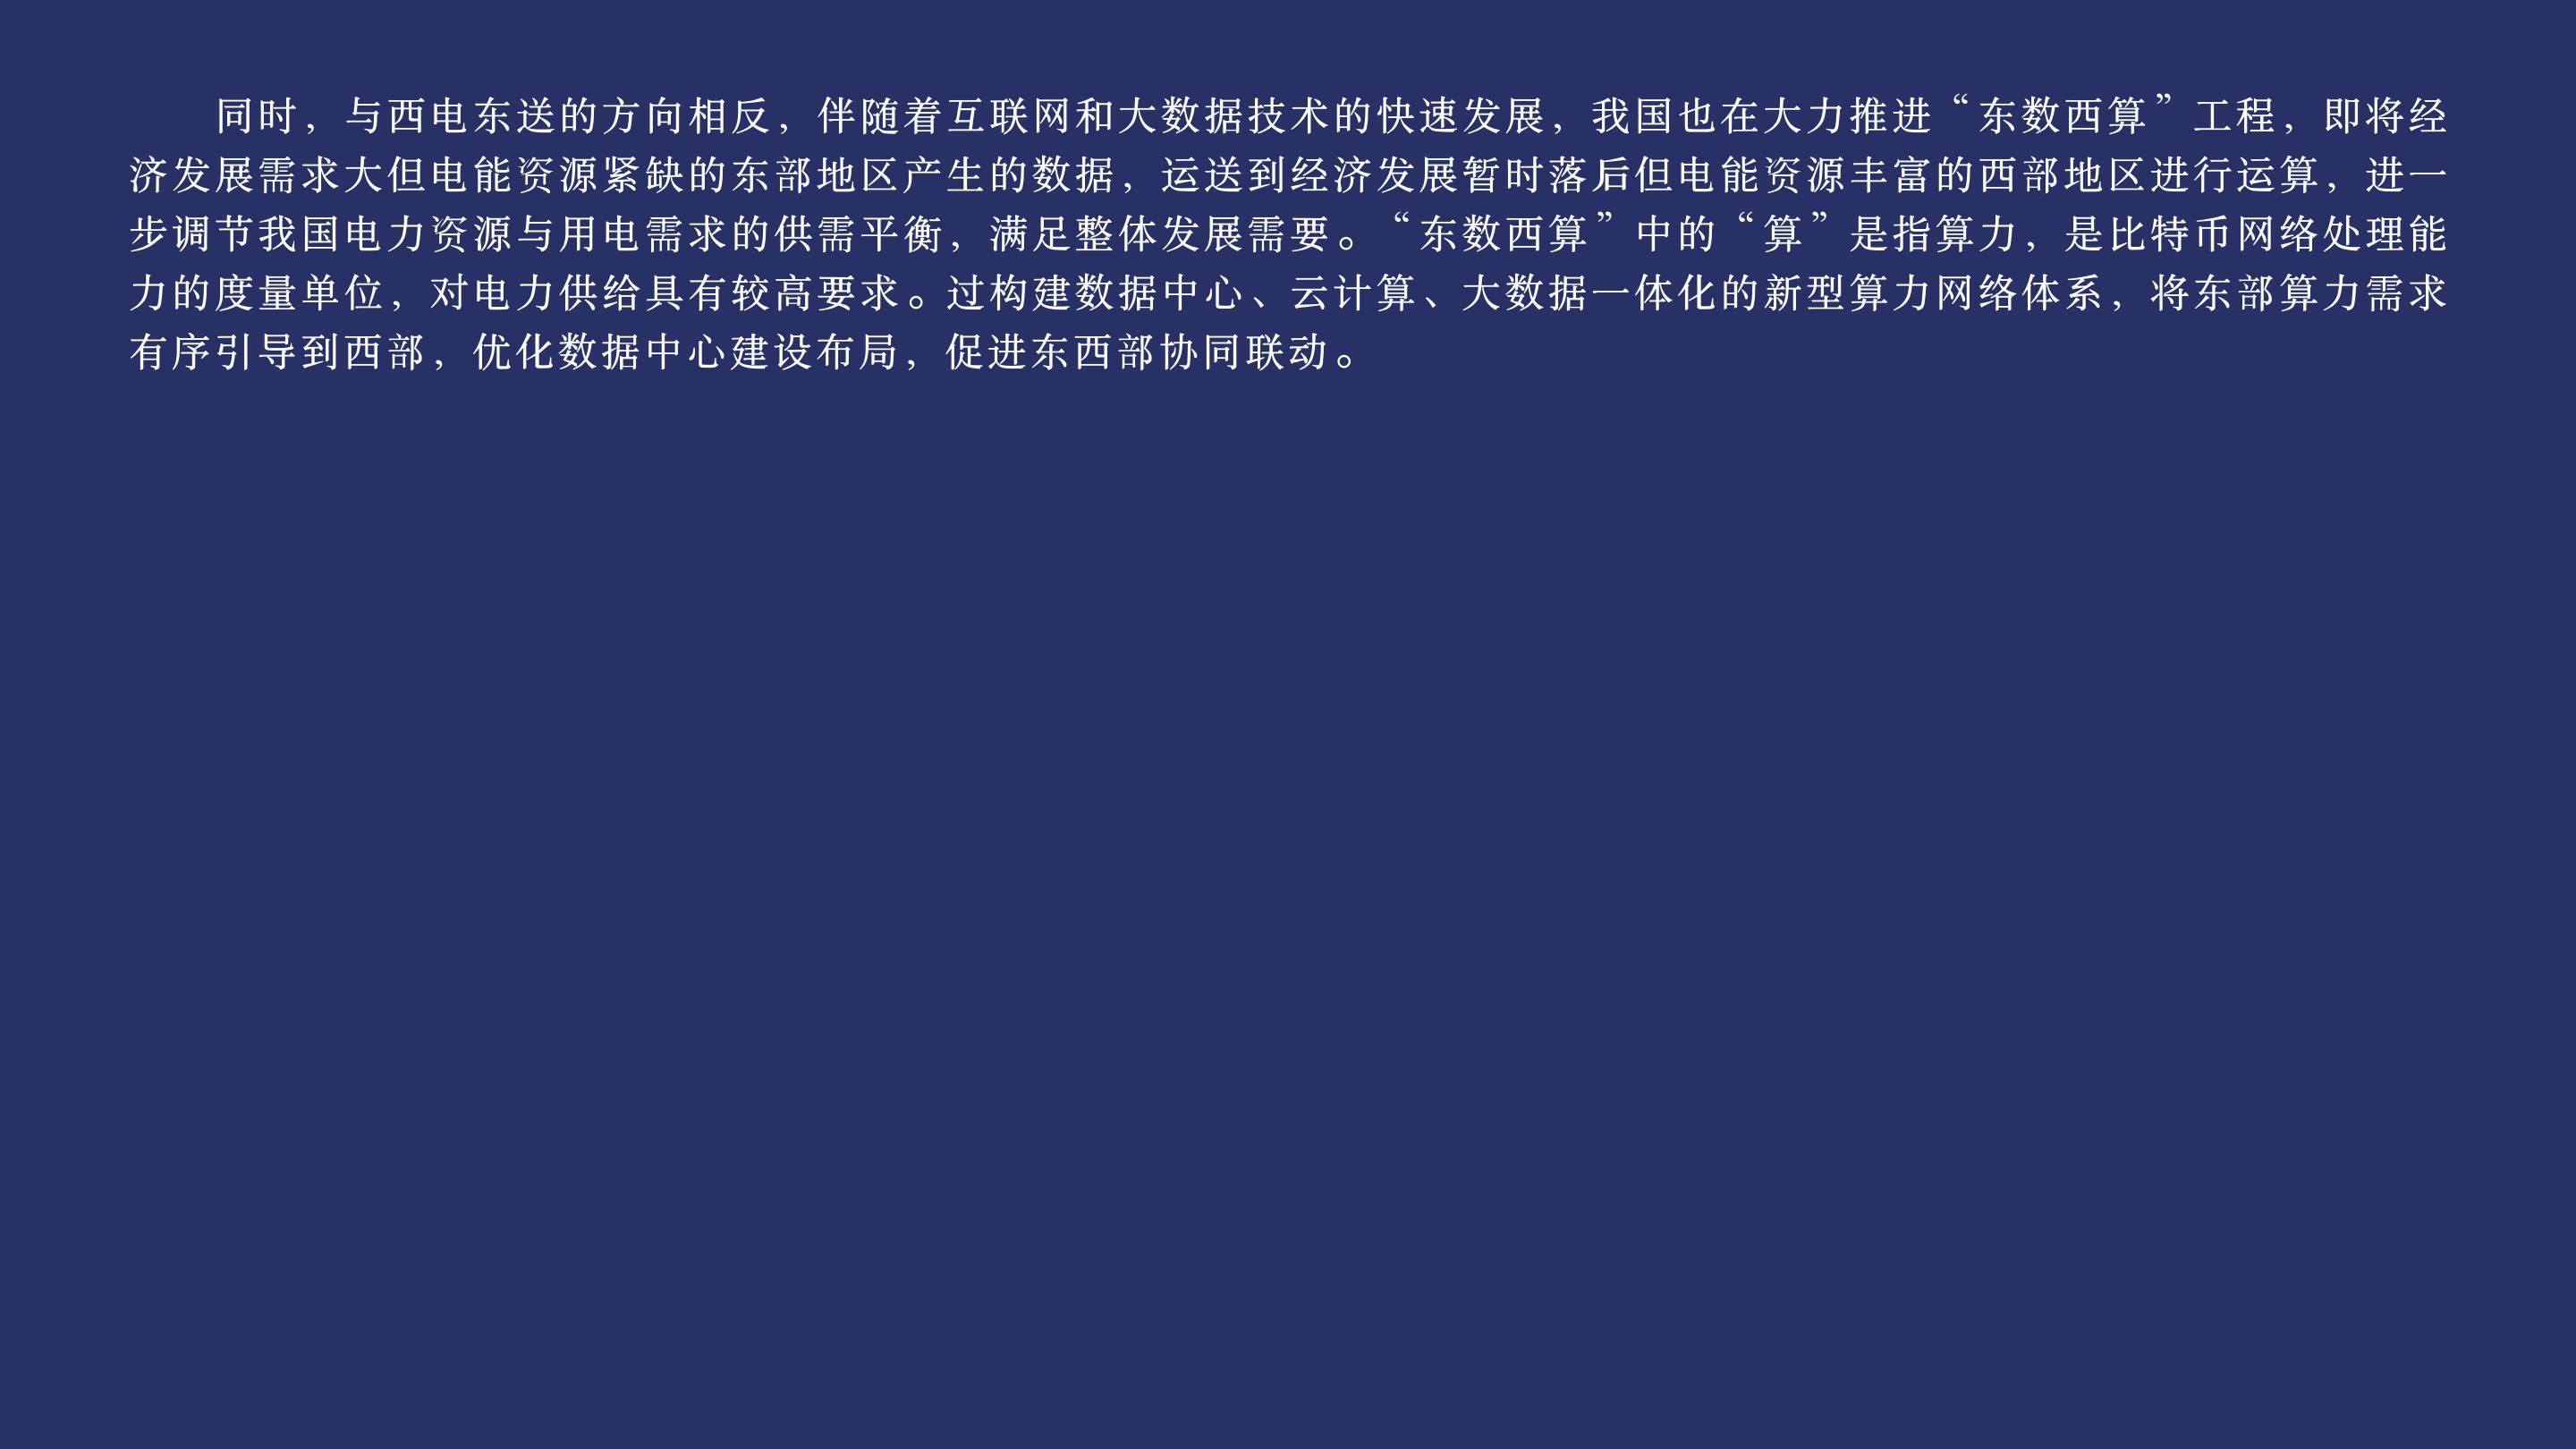 同时，与西电东送的方向相反，伴随着互联网和大数据技术的快速发展，我国也在大力推进“东数西算”工程，即将经
济发展需求大但电能资源紧缺的东部地区产生的数据，运送到经济发展暂时落后但电能资源丰富的西部地区进行运算，进一
步调节我国电力资源与用电需求的供需平衡，满足整体发展需要。“东数西算”中的“算”是指算力，是比特币网络处理能
力的度量单位，对电力供给具有较高要求。过构建数据中心、云计算、大数据一体化的新型算力网络体系，将东部算力需求
有序引导到西部，优化数据中心建设布局，促进东西部协同联动。